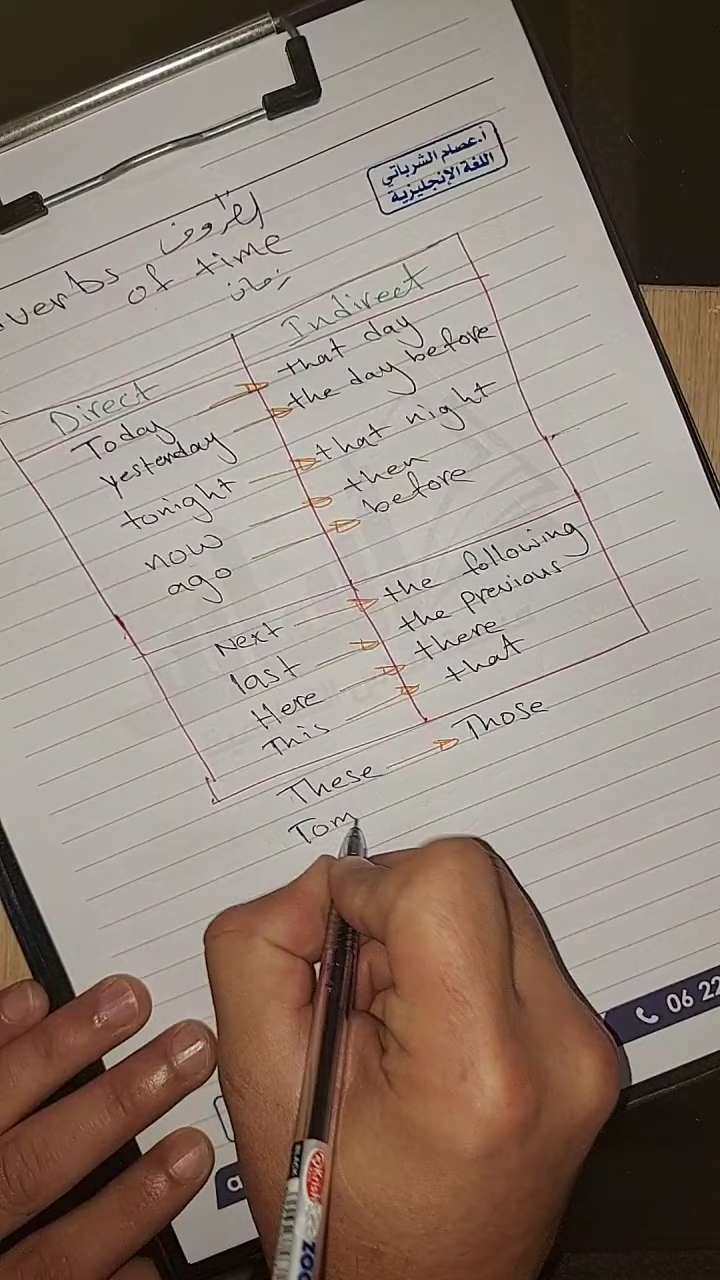 أ.عصام الشرباتي
اللغة الإنجليزية
الظروف
verbs of time
زمان
Direct Indirect
Today that day
yesterday the day before
tonight that night
now then
ago before
Next the following
last the previous
Here there
This that
These Those
Tom
06 22
BLACK